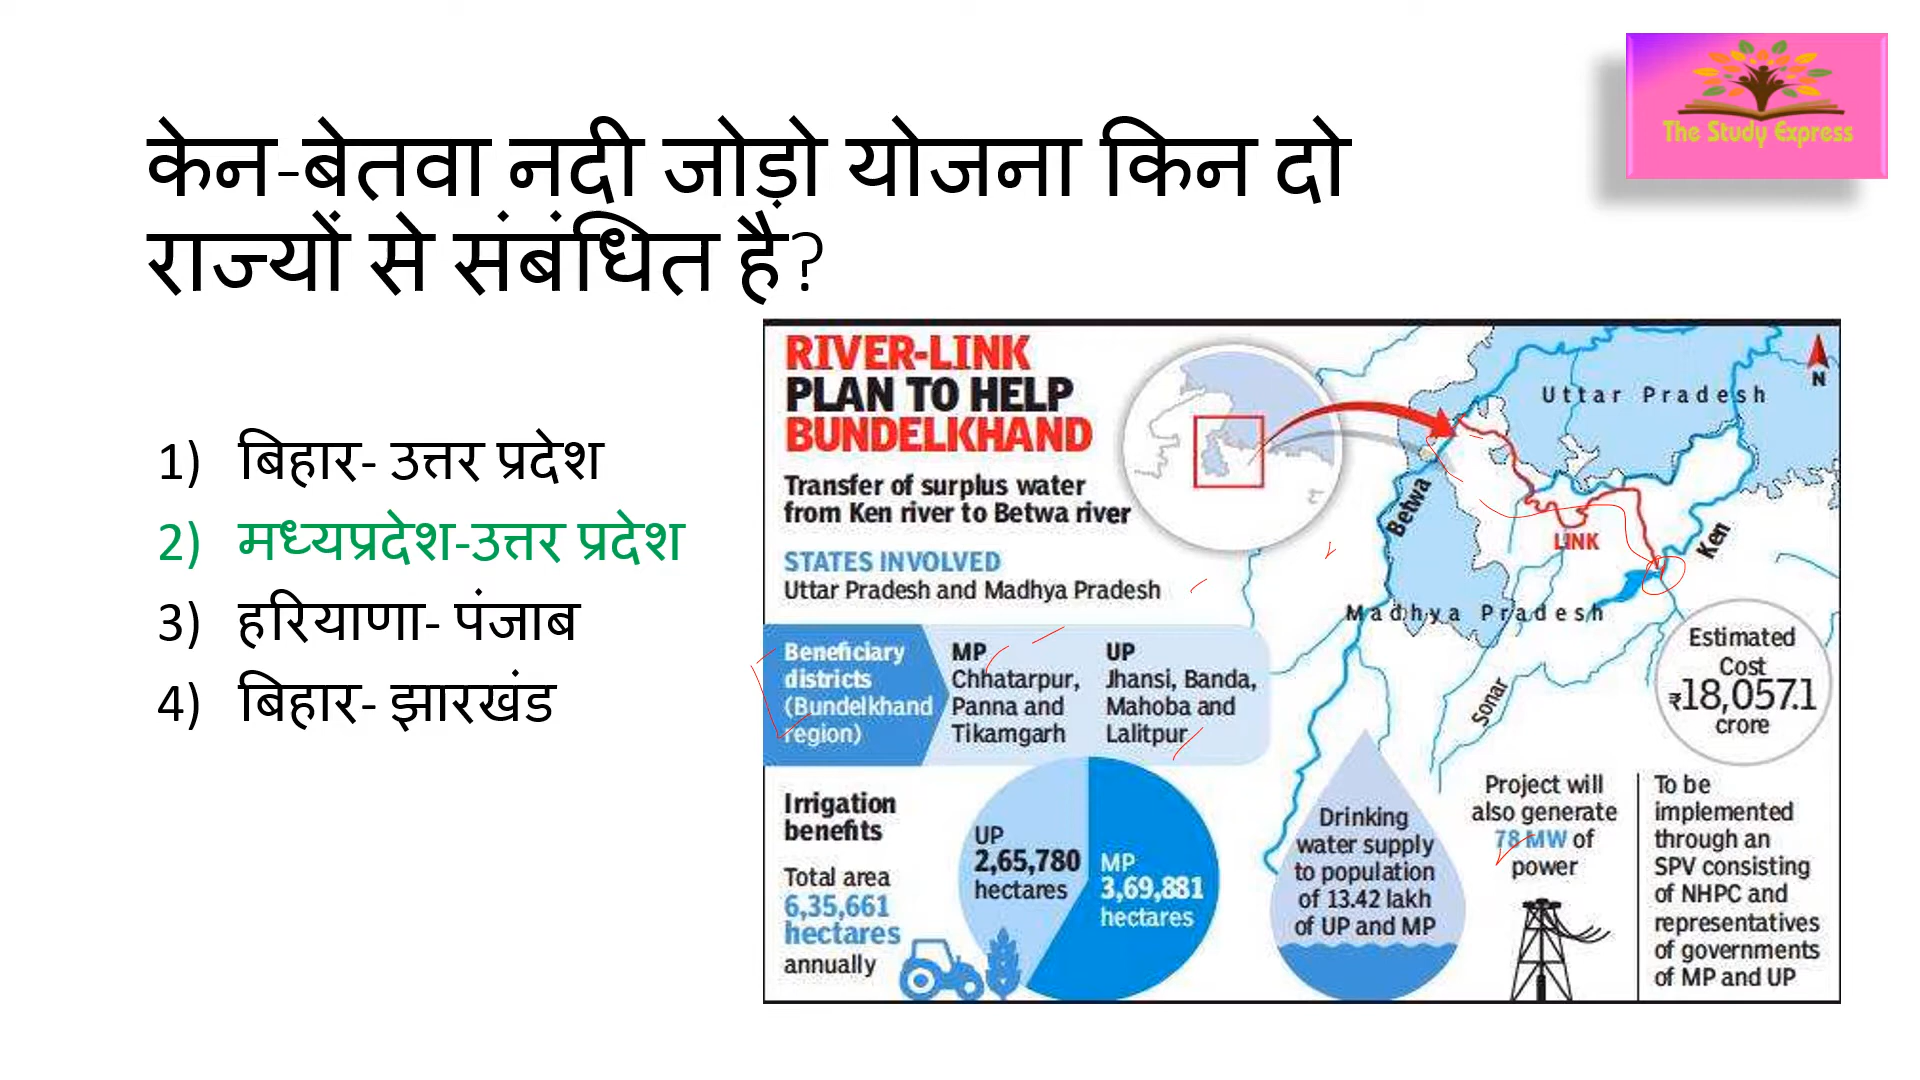 The Study Express
केन-बेतवा नदी जोड़ो योजना किन दो
राज्यों से संबंधित है?
1) बिहार- उत्तर प्रदेश
2) मध्यप्रदेश-उत्तर प्रदेश
3) हरियाणा- पंजाब
4) बिहार- झारखंड
RIVER-LINK
PLAN TO HELP
BUNDELKHAND
Transfer of surplus water
from Ken river to Betwa river
STATES INVOLVED
Uttar Pradesh and Madhya Pradesh
Beneficiary
districts
(Bundelkhand
region)
MP
Chhatarpur,
Panna and
Tikamgarh
UP
Jhansi, Banda,
Mahoba and
Lalitpur
Irrigation
benefits
Total area
6,35,661
hectares
annually
UP
2,65,780
hectares
MP
3,69,881
hectares
N
Uttar Pradesh
Betwa
LINK
Ken
Madhya Pradesh
Sonar
Estimated
Cost
₹18,057.1
crore
Drinking
water supply
to population
of 13.42 lakh
of UP and MP
Project will
also generate
78 MW of
power
To be
implemented
through an
SPV consisting
of NHPC and
representatives
of governments
of MP and UP